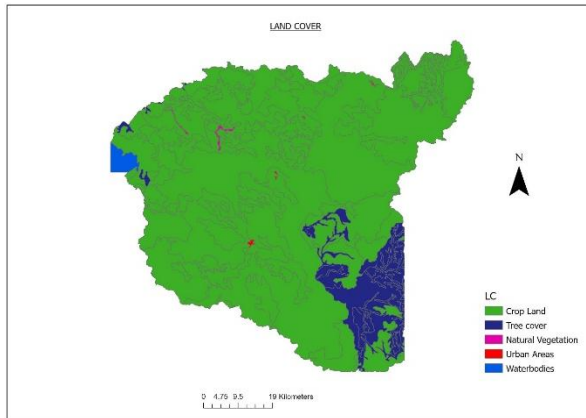 LAND COVER
N
LC
Crop Land
Tree cover
Natural Vegetation
Urban Areas
Waterbodies
0 4.75 9.5 19 Kilometers